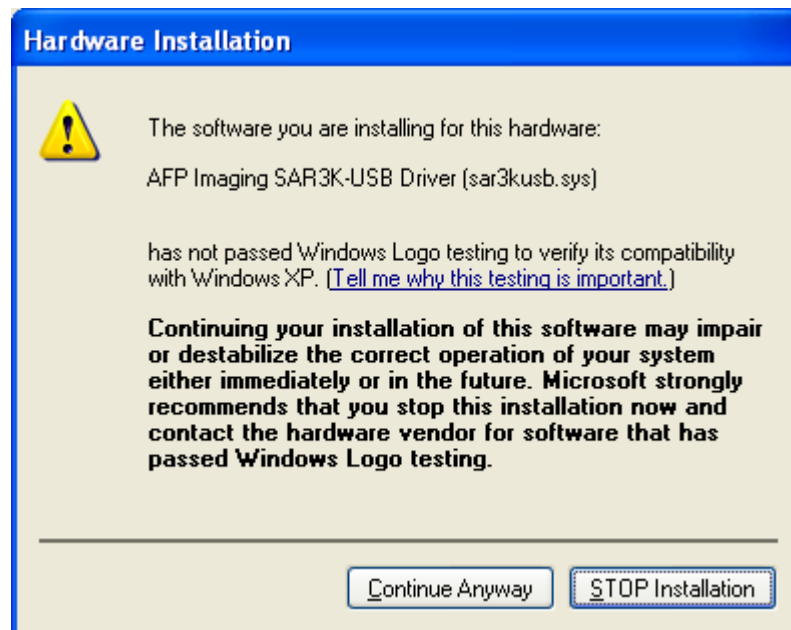 Hardware Installation
The software you are installing for this hardware:
AFP Imaging SAR3K-USB Driver (sar3kusb.sys)
has not passed Windows Logo testing to verify its compatibility
with Windows XP. (Tell me why this testing is important.)
Continuing your installation of this software may impair
or destabilize the correct operation of your system
either immediately or in the future. Microsoft strongly
recommends that you stop this installation now and
contact the hardware vendor for software that has
passed Windows Logo testing.
Continue Anyway STOP Installation